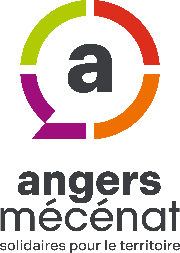 a
angers
mécénat
solidaires pour le territoire